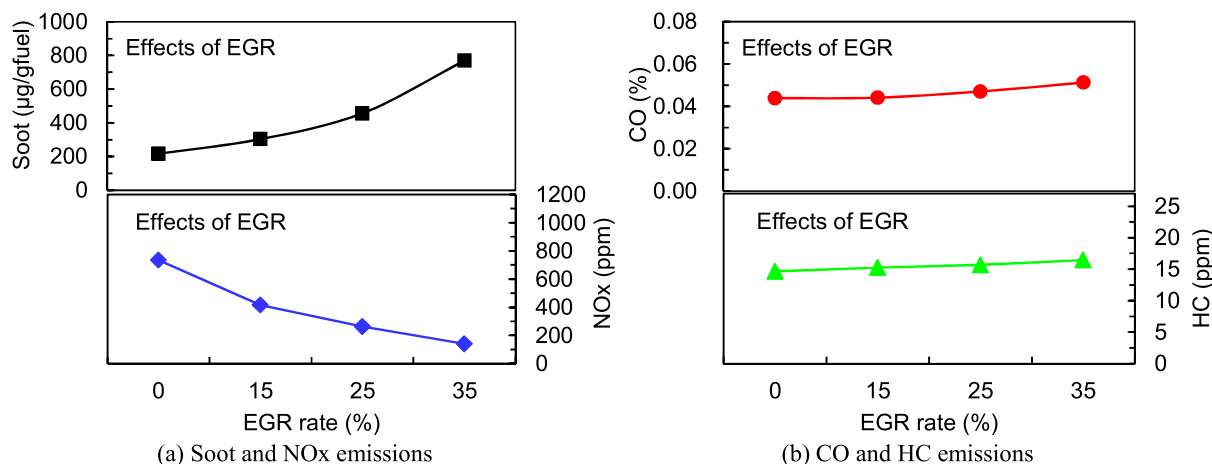 Effects of EGR
Soot (μg/gfuel)
1000
800
600
400
200
0
Effects of EGR
NOx (ppm)
1200
1000
800
600
400
200
0
0 15 25 35
EGR rate (%)
(a) Soot and NOx emissions
Effects of EGR
CO (%)
0.08
0.06
0.04
0.02
0.00
Effects of EGR
HC (ppm)
25
20
15
10
5
0
0 15 25 35
EGR rate (%)
(b) CO and HC emissions